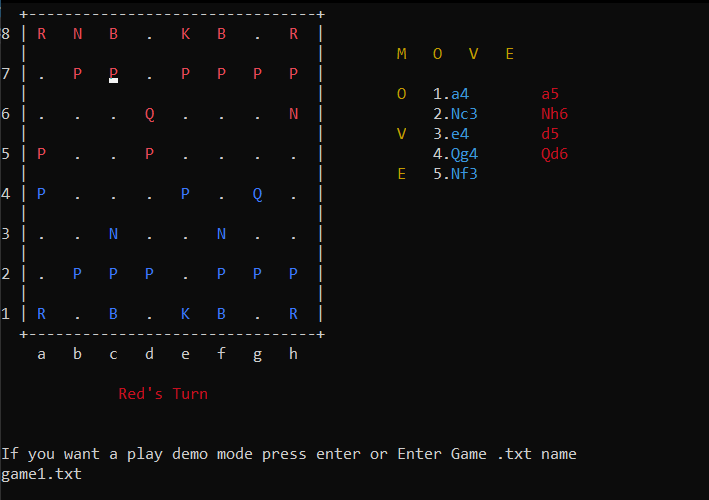 +--------------------------------+
8 | R N B . K B . R |
M O V E
7 | . P P . P P P P |
O 1.a4 a5
6 | . . . Q . . . N | 2.Nc3 Nh6
V 3.e4 d5
5 | P . . P . . . . | 4.Qg4 Qd6
E 5.Nf3
4 | P . . . P . Q . |
3 | . . N . . N . . |
2 | . P P P . P P P |
1 | R . B . K B . R |
+--------------------------------+
a b c d e f g h
Red's Turn
If you want a play demo mode press enter or Enter Game .txt name
game1.txt